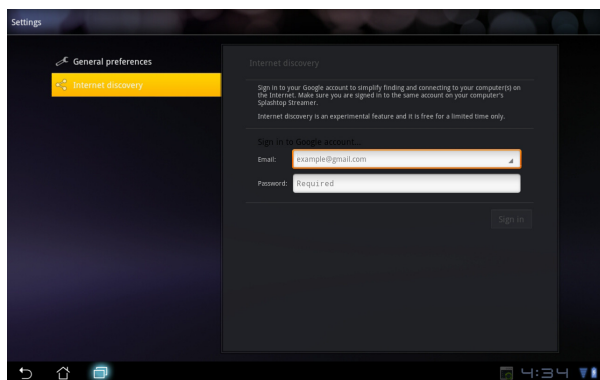 Settings
General preferences
Internet discovery
Internet discovery
Sign in to your Google account to simplify finding and connecting to your computer(s) on
the Internet. Make sure you are signed in to the same account on your computer's
Splashtop Streamer.
Internet discovery is an experimental feature and it is free for a limited time only.
Sign in to Google account...
Email:
example@gmail.com
Password:
Required
Sign in
4:34